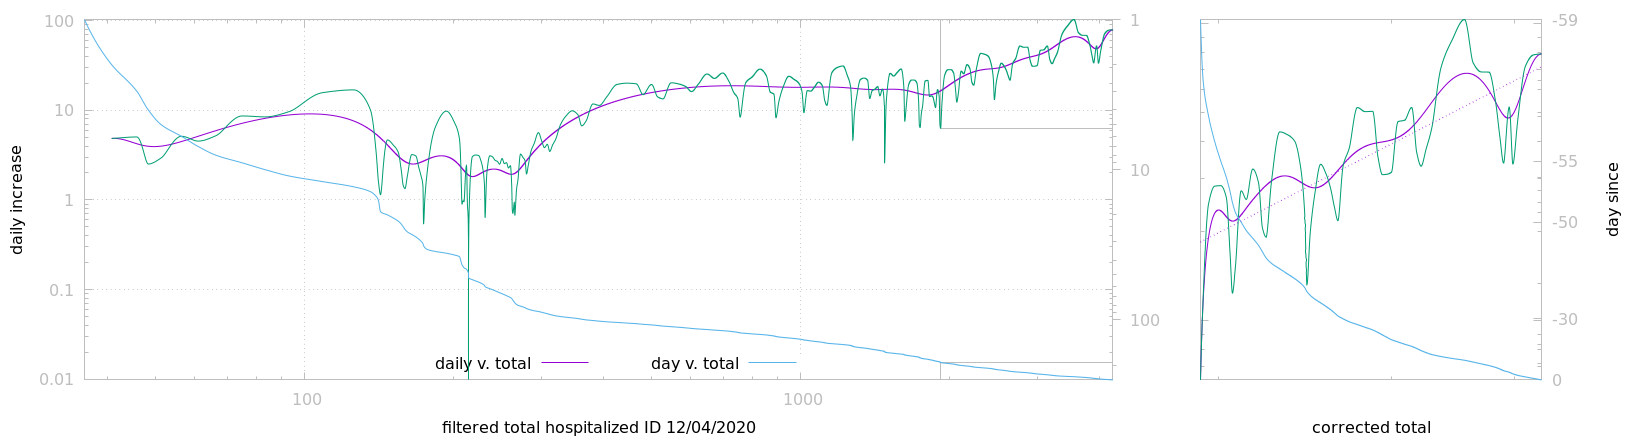 100
10
1
0.1
0.01
daily increase
1
10
100
daily v. total
day v. total
100
1000
filtered total hospitalized ID 12/04/2020
-59
-55
-50
-30
0
day since
corrected total